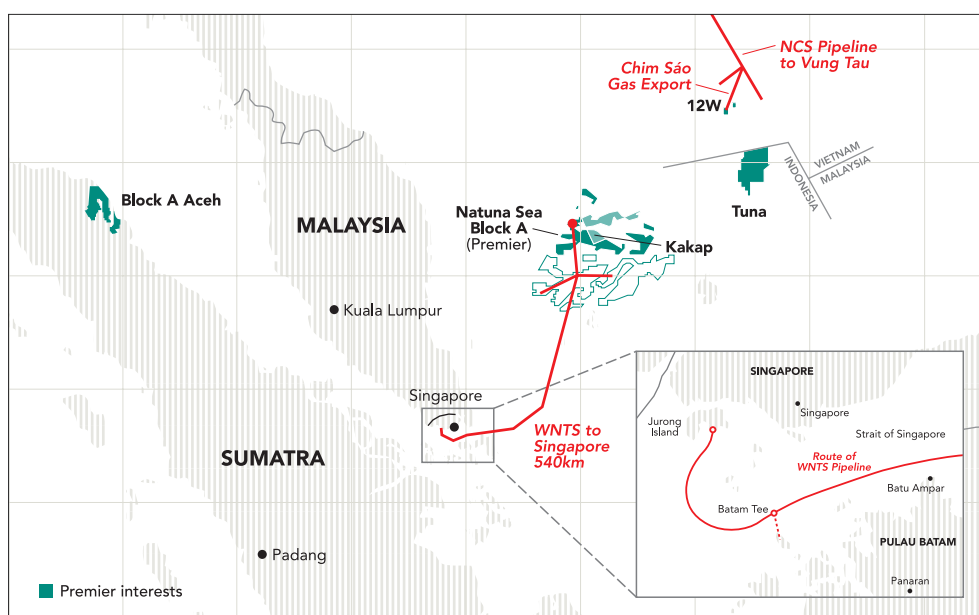 NCS Pipeline
to Vung Tau
Chim Sáo
Gas Export
12W
VIETNAM
MALAYSIA
INDONESIA
Tuna
Block A Aceh
MALAYSIA
Natuna Sea
Block A
(Premier)
Kakap
Kuala Lumpur
Singapore
WNTS to
Singapore
540km
SUMATRA
Padang
Premier interests
SINGAPORE
Singapore
Jurong
Island
Strait of Singapore
Route of
WNTS Pipeline
Batu Ampar
Batam Tee
PULAU BATAM
Panaran